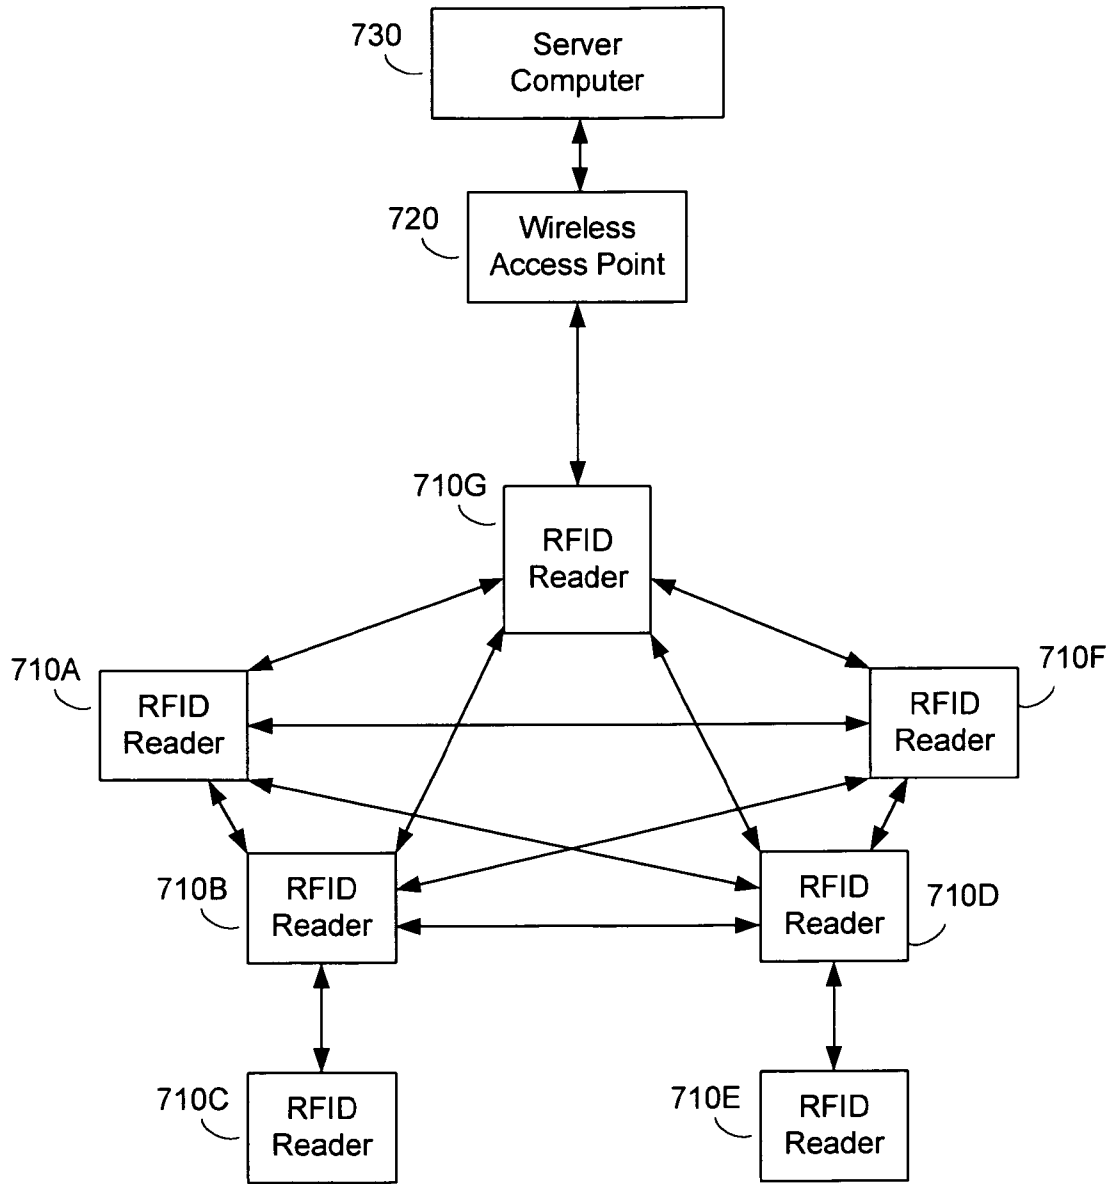 730
Server
Computer
720
Wireless
Access Point
710G
RFID
Reader
710A
RFID
Reader
710F
RFID
Reader
710B
RFID
Reader
710D
RFID
Reader
710C
RFID
Reader
710E
RFID
Reader